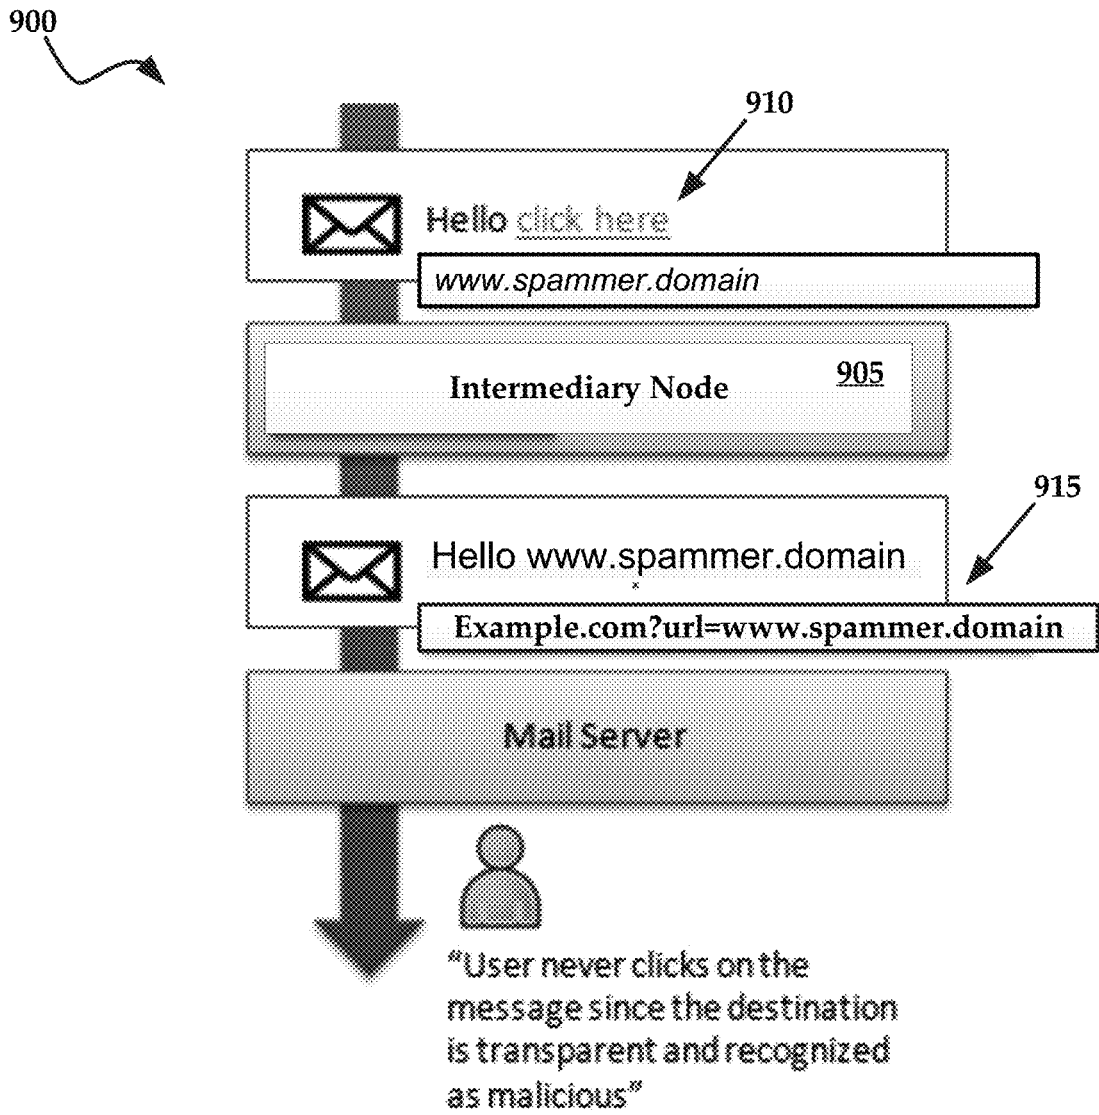 900
910
Hello click here
www.spammer.domain
Intermediary Node 905
915
Hello www.spammer.domain
Example.com?url=www.spammer.domain
Mail Server
“User never clicks on the
message since the destination
is transparent and recognized
as malicious”